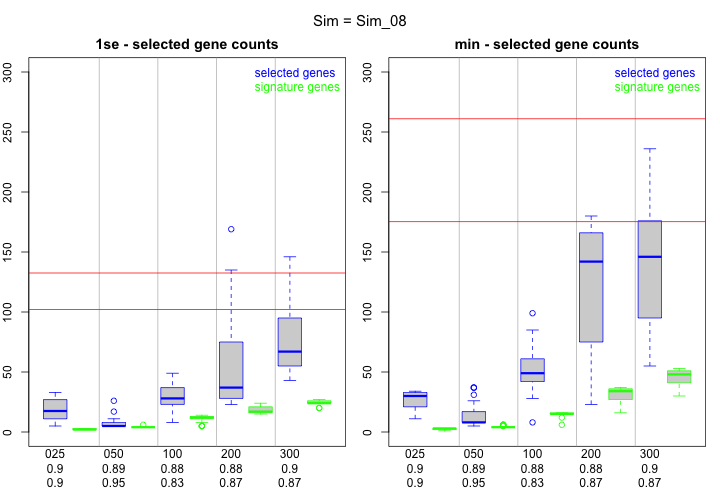 Sim = Sim_08
1se - selected gene counts
300
250
200
150
100
50
0
selected genes
signature genes
025 050 100 200 300
0.9 0.89 0.88 0.88 0.9
0.9 0.95 0.83 0.87 0.87
min - selected gene counts
300
250
200
150
100
50
0
selected genes
signature genes
025 050 100 200 300
0.9 0.89 0.88 0.88 0.9
0.9 0.95 0.83 0.87 0.87